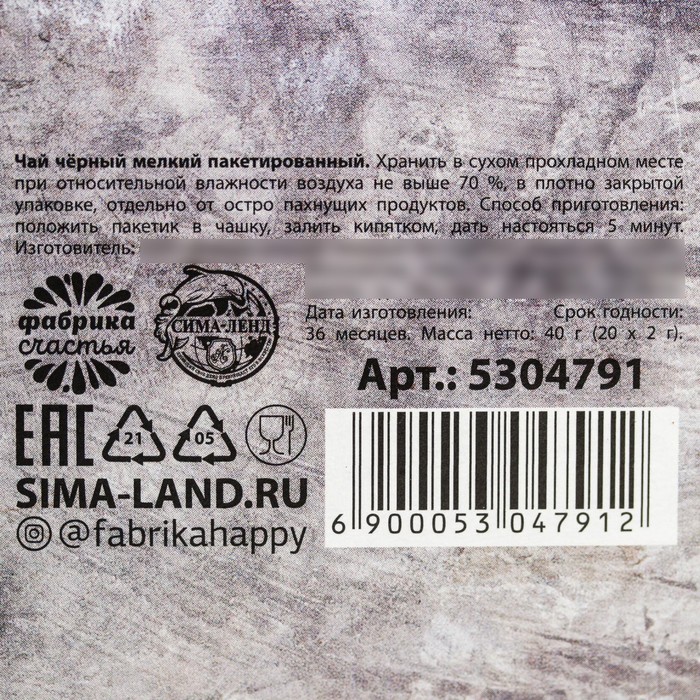 Чай чёрный мелкий пакетированный. Хранить в сухом прохладном месте
при относительной влажности воздуха не выше 70 %, в плотно закрытой
упаковке, отдельно от остро пахнущих продуктов. Способ приготовления:
положить пакетик в чашку, залить кипятком, дать настояться 5 минут.
Изготовитель:
Дата изготовления: Срок годности:
36 месяцев. Масса нетто: 40 г (20 x 2 г).
фабрика
счастья
СИМА-ЛЕНД
Арт.: 5304791
EAC 21 05
SIMA-LAND.RU
@fabrikahappy
6 900053 047912